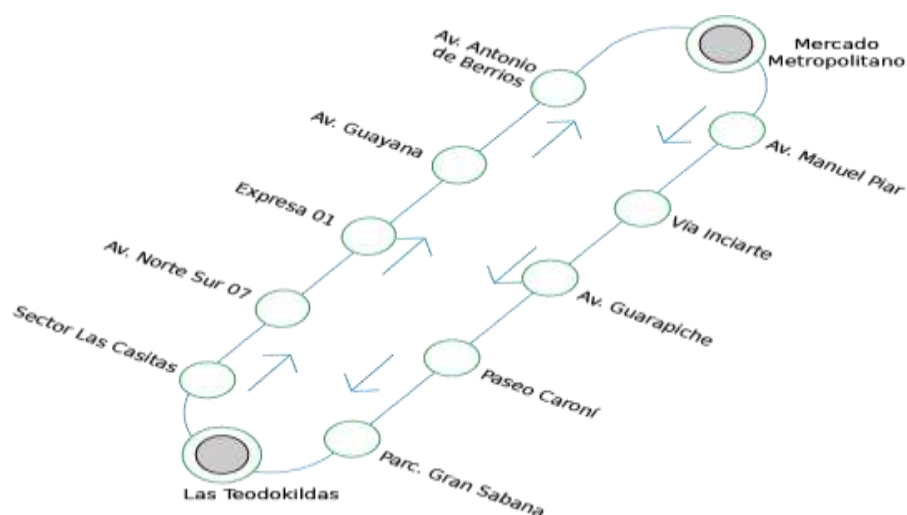 Av. Antonio
de Berrios
Mercado
Metropolitano
Av. Guayana
Av. Manuel Piar
Expresa 01
Vía Inciarte
Av. Norte Sur 07
Av. Guarapiche
Sector Las Casitas
Paseo Caroní
Parc. Gran Sabana
Las Teodokildas